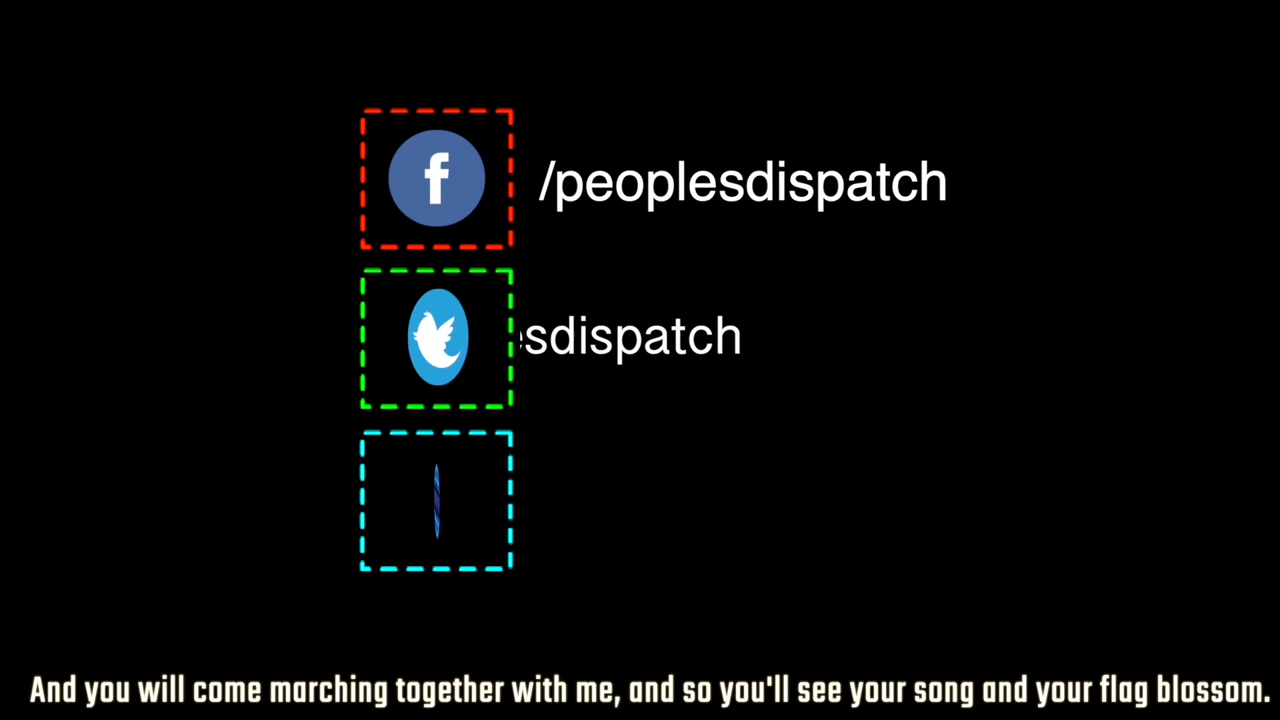 /peoplesdispatch
esdispatch
And you will come marching together with me, and so you'll see your song and your flag blossom.